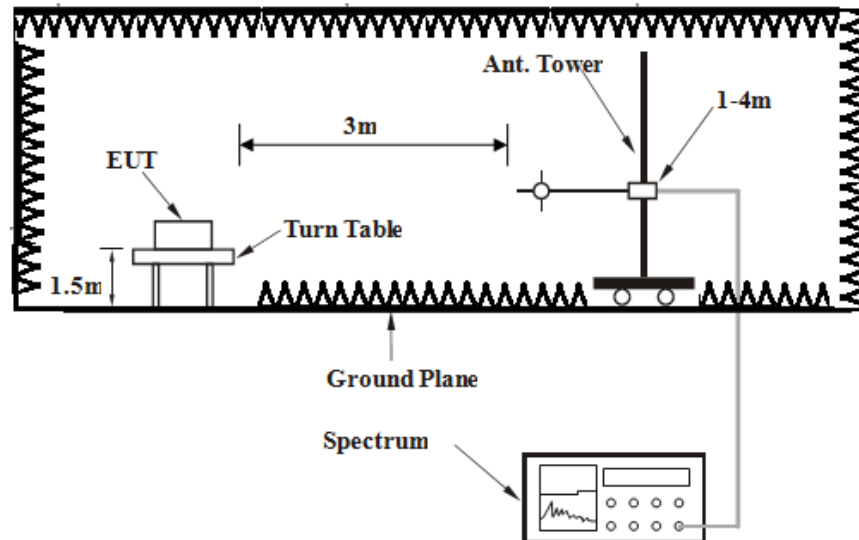 Ant. Tower
1-4m
3m
EUT
Turn Table
1.5m
Ground Plane
Spectrum